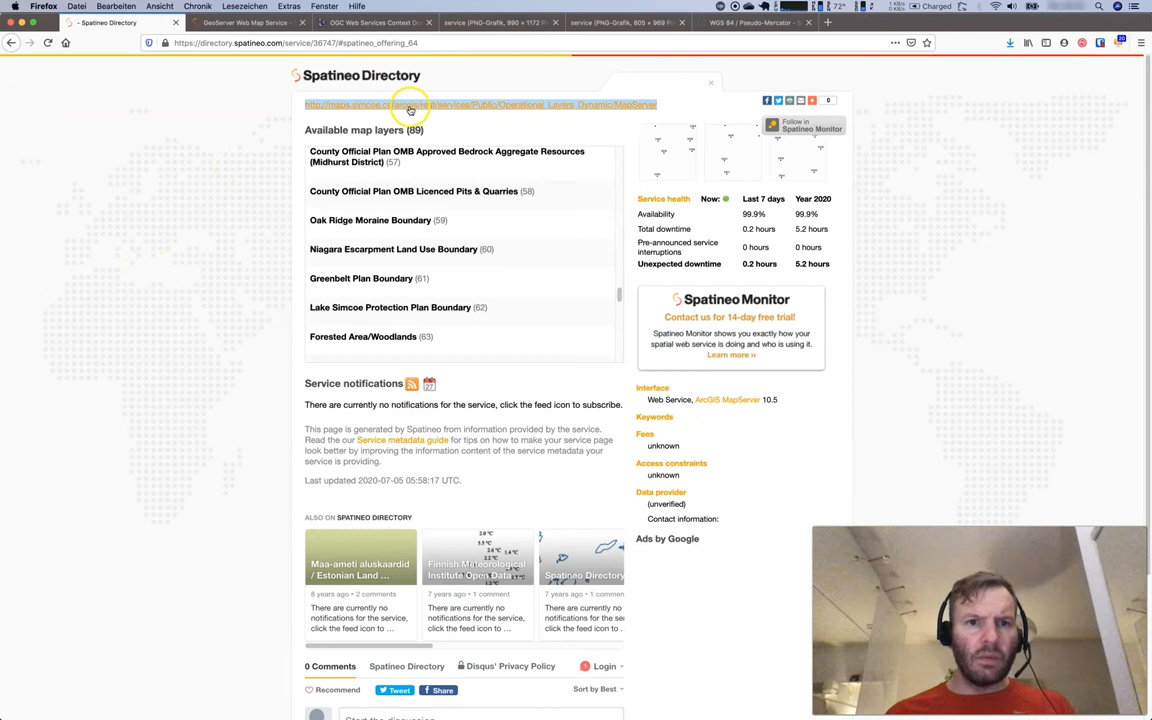 Firefox Datei Bearbeiten Ansicht Chronik Lesezeichen Extras Fenster Hilfe 72° Charged
- Spatineo Directory GeoServer Web Map Service - OGC Web Services Context Do service (PNG-Grafik, 990 × 1172 P service (PNG-Grafik, 805 × 969 Pi WGS 84 / Pseudo-Mercator - S
https://directory.spatineo.com/service/36747/#spatineo_offering_64
Spatineo Directory
http://maps.simcoe.ca/arcgis/rest/services/Public/Operational_Layers_Dynamic/MapServer
0
Follow in
Spatineo Monitor
Available map layers (89)
County Official Plan OMB Approved Bedrock Aggregate Resources
(Midhurst District) (57)
County Official Plan OMB Licenced Pits & Quarries (58)
Oak Ridge Moraine Boundary (59)
Niagara Escarpment Land Use Boundary (60)
Greenbelt Plan Boundary (61)
Lake Simcoe Protection Plan Boundary (62)
Forested Area/Woodlands (63)
Service health Now: Last 7 days Year 2020
Availability 99.9% 99.9%
Total downtime 0.2 hours 5.2 hours
Pre-announced service
interruptions 0 hours 0 hours
Unexpected downtime 0.2 hours 5.2 hours
Spatineo Monitor
Contact us for 14-day free trial!
Spatineo Monitor shows you exactly how your
spatial web service is doing and who is using it.
Learn more »
Service notifications 27
There are currently no notifications for the service, click the feed icon to subscribe.
This page is generated by Spatineo from information provided by the service.
Read the our Service metadata guide for tips on how to make your service page
look better by improving the information content of the service metadata your
service is providing.
Last updated 2020-07-05 05:58:17 UTC.
Interface
Web Service, ArcGIS MapServer 10.5
Keywords
Fees
unknown
Access constraints
unknown
Data provider
(unverified)
Contact information:
Ads by Google
ALSO ON SPATINEO DIRECTORY
Maa-ameti aluskaardid
/ Estonian Land ...
8 years ago • 2 comments
There are currently no
notifications for the
service, click the feed
icon to ...
Finnish Meteorological
Institute Open Data
7 years ago • 1 comment
There are currently no
notifications for the
service, click the feed
icon to ...
Spatineo Directory
7 years ago • 1 comment
There are currently no
notifications for the
service, click the feed
icon to ...
0 Comments Spatineo Directory Disqus' Privacy Policy 1 Login
Recommend Tweet Share Sort by Best
Start the discussion